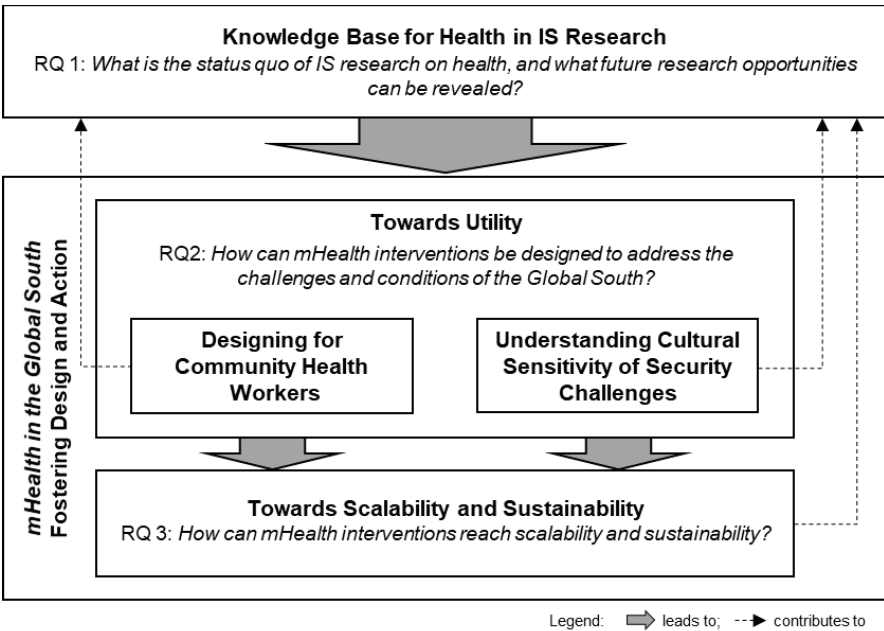 Knowledge Base for Health in IS Research
RQ 1: What is the status quo of IS research on health, and what future research opportunities
can be revealed?
mHealth in the Global South
Fostering Design and Action
Towards Utility
RQ2: How can mHealth interventions be designed to address the
challenges and conditions of the Global South?
Designing for
Community Health
Workers
Understanding Cultural
Sensitivity of Security
Challenges
Towards Scalability and Sustainability
RQ 3: How can mHealth interventions reach scalability and sustainability?
Legend: leads to; contributes to